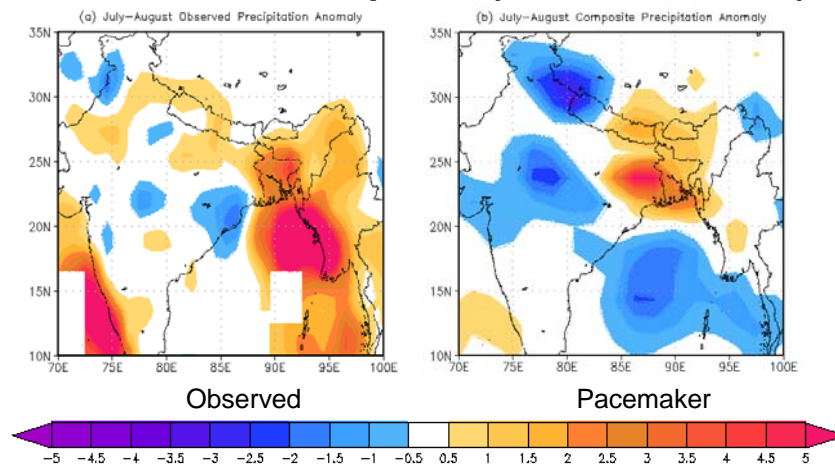 (a) July-August Observed Precipitation Anomaly
(b) July-August Composite Precipitation Anomaly
35N
30N
25N
20N
15N
10N
70E 75E 80E 85E 90E 95E 100E
35N
30N
25N
20N
15N
10N
70E 75E 80E 85E 90E 95E 100E
Observed
Pacemaker
-5 -4.5 -4 -3.5 -3 -2.5 -2 -1.5 -1 -0.5 0.5 1 1.5 2 2.5 3 3.5 4 4.5 5